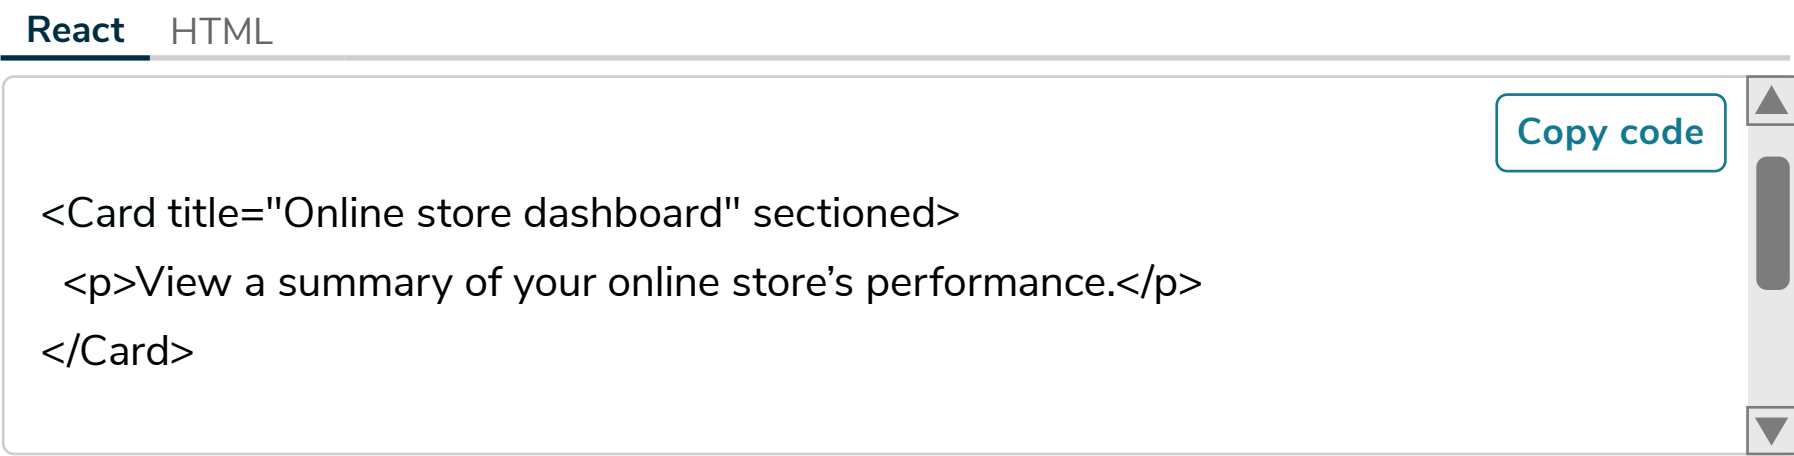 React HTML
Copy code
<Card title="Online store dashboard" sectioned>
<p>View a summary of your online store’s performance.</p>
</Card>